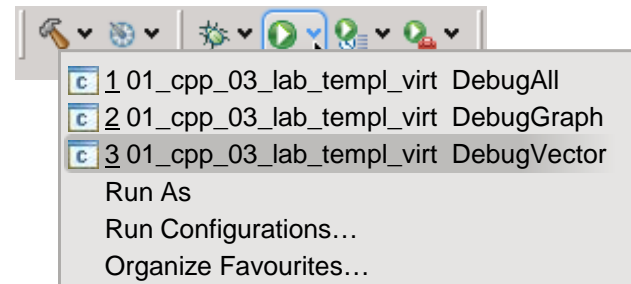 1 01_cpp_03_lab_templ_virt DebugAll
2 01_cpp_03_lab_templ_virt DebugGraph
3 01_cpp_03_lab_templ_virt DebugVector
Run As
Run Configurations…
Organize Favourites…